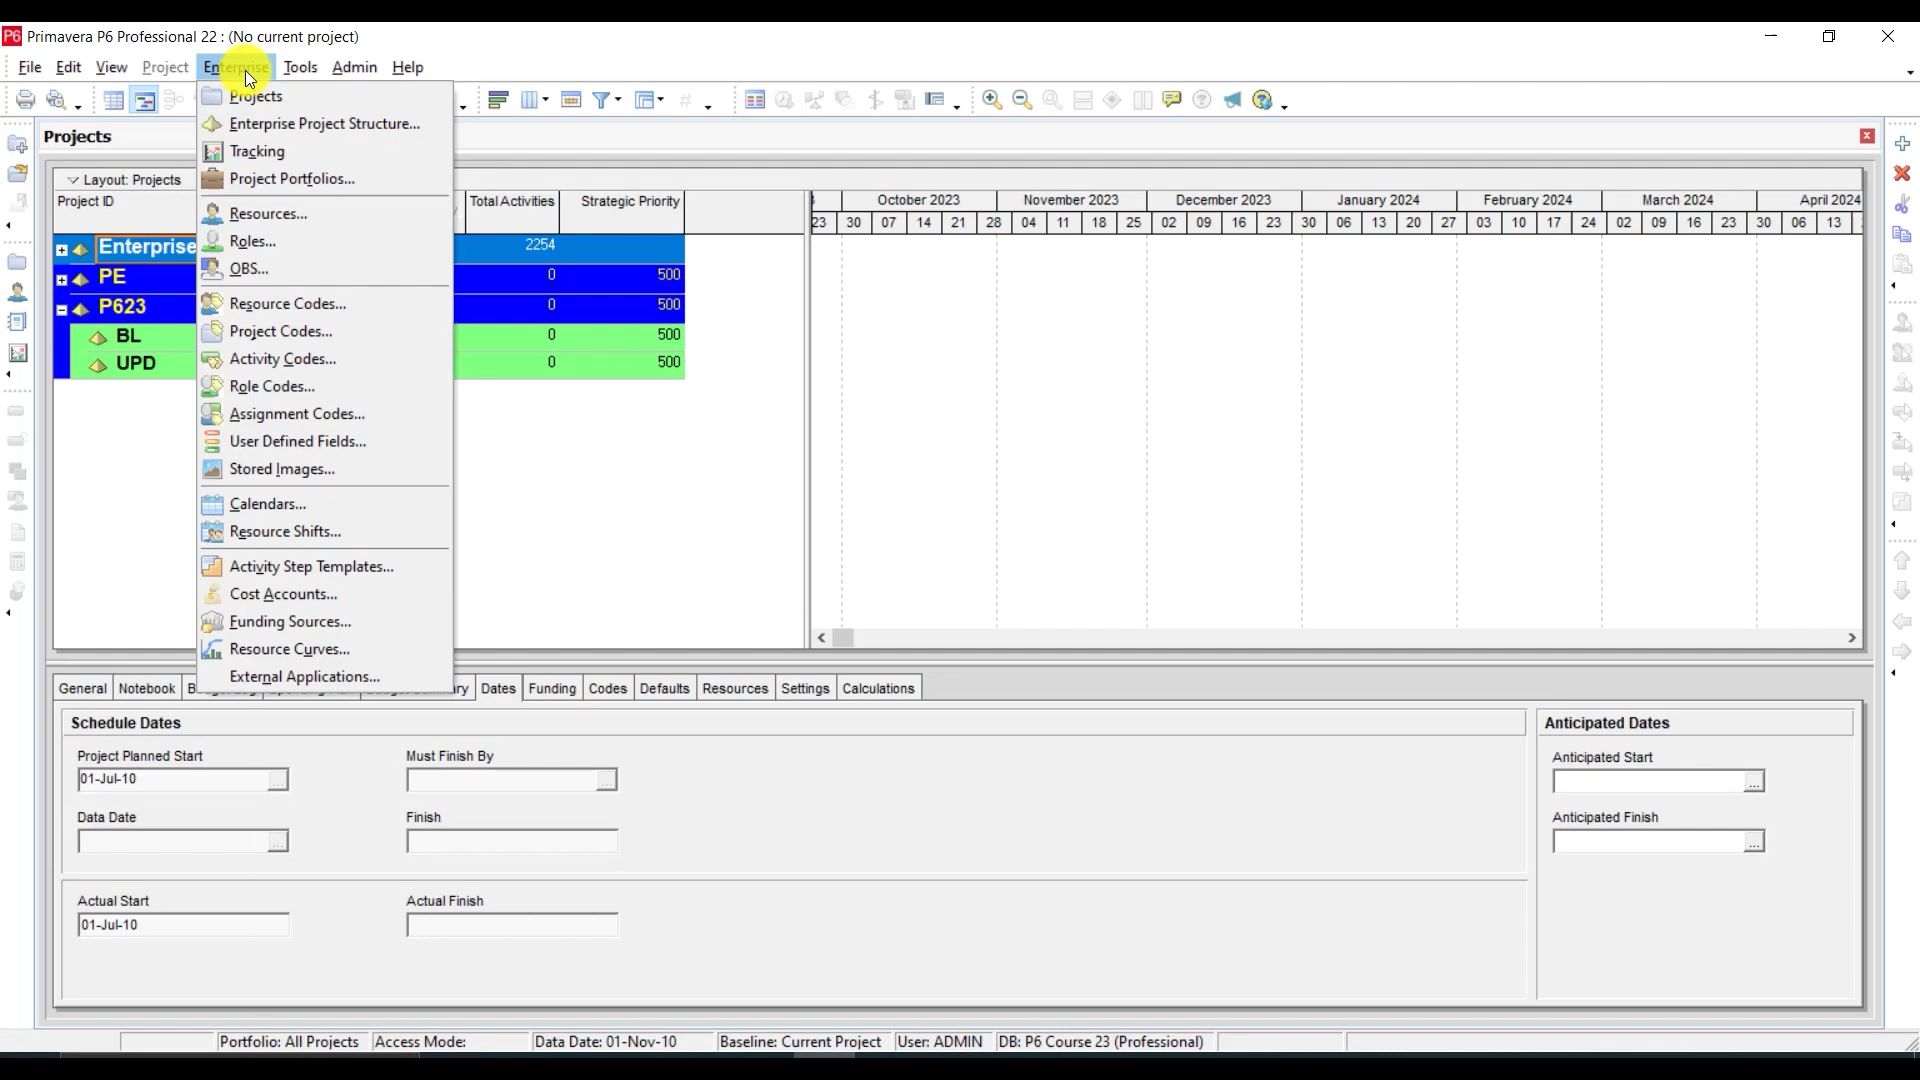 P6 Primavera P6 Professional 22 : (No current project)
File Edit View Project Enterprise Tools Admin Help
Projects
Layout: Projects
Project ID
Total Activities
Strategic Priority
October 2023 November 2023 December 2023 January 2024 February 2024 March 2024 April 2024
23 30 07 14 21 28 04 11 18 25 02 09 16 23 30 06 13 20 27 03 10 17 24 02 09 16 23 30 06 13
Enterprise 2254
PE 0 500
P623 0 500
BL 0 500
UPD 0 500
Projects
Enterprise Project Structure...
Tracking
Project Portfolios...
Resources...
Roles...
OBS...
Resource Codes...
Project Codes...
Activity Codes...
Role Codes...
Assignment Codes...
User Defined Fields...
Stored Images...
Calendars...
Resource Shifts...
Activity Step Templates...
Cost Accounts...
Funding Sources...
Resource Curves...
External Applications...
General Notebook Dates Funding Codes Defaults Resources Settings Calculations
Schedule Dates
Project Planned Start
01-Jul-10
Must Finish By
Data Date
Finish
Actual Start
01-Jul-10
Actual Finish
Anticipated Dates
Anticipated Start
Anticipated Finish
Portfolio: All Projects Access Mode: Data Date: 01-Nov-10 Baseline: Current Project User: ADMIN DB: P6 Course 23 (Professional)